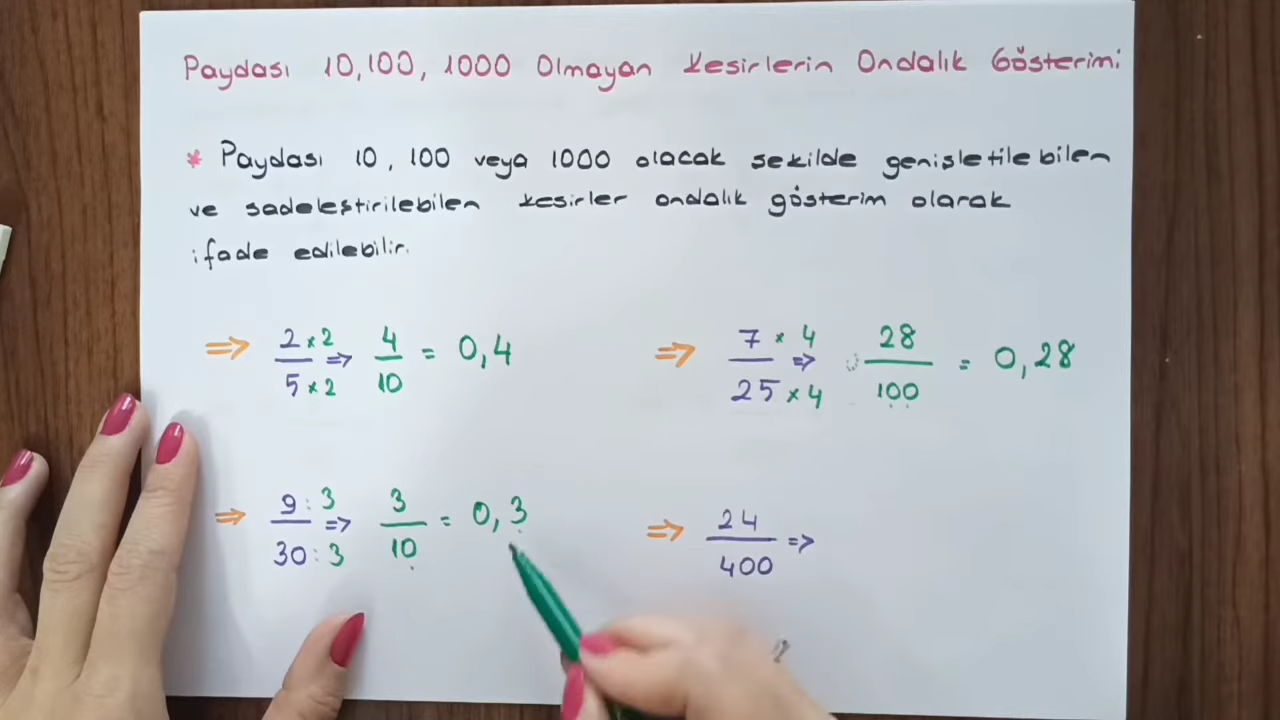 Paydası 10,100, 1000 Olmayan Kesirlerin Ondalık Gösterimi
* Paydası 10, 100 veya 1000 olacak sekilde genişletilebilen
ve sadeleştirilebilen kesirler ondalık gösterim olarak
ifade edilebilir.
⇒ 2×2/5×2 ⇒ 4/10 = 0,4
⇒ 7×4/25×4 ⇒ 28/100 = 0,28
⇒ 9:3/30:3 ⇒ 3/10 = 0,3
⇒ 24/400 ⇒